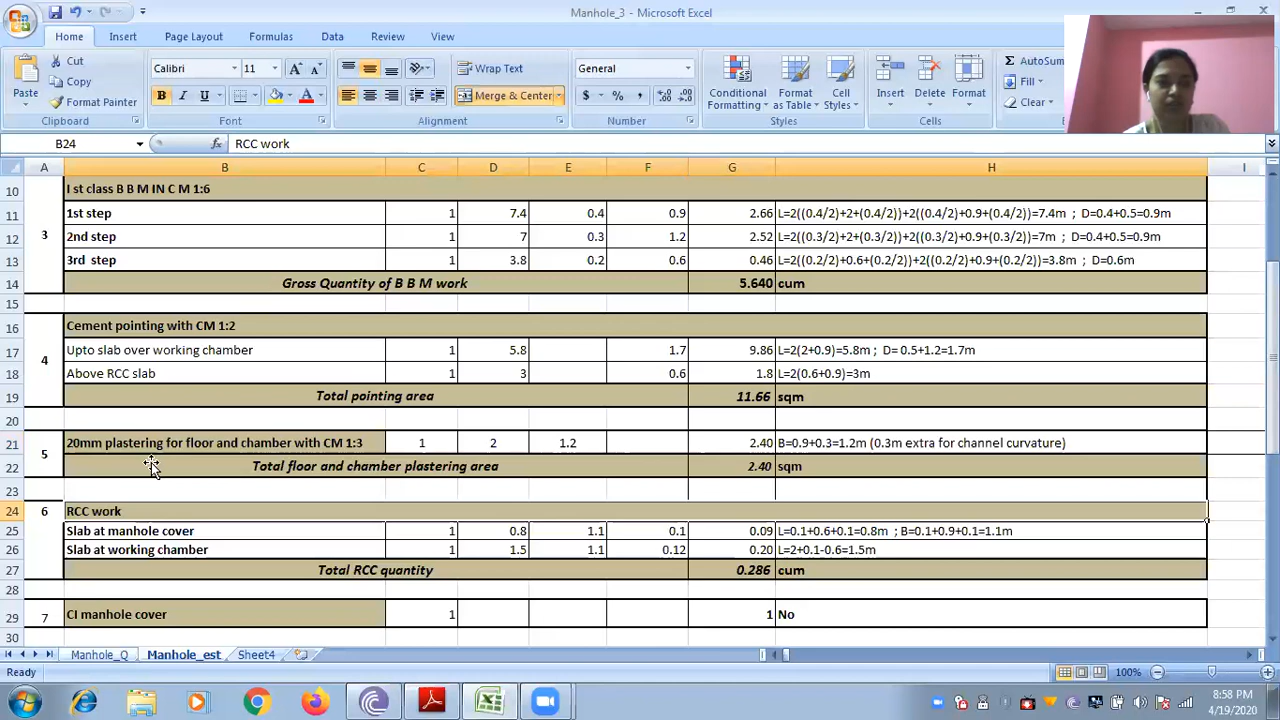 Manhole_3 - Microsoft Excel
Home Insert Page Layout Formulas Data Review View
Cut
Copy
Format Painter
Paste
Clipboard
Calibri 11
B I U
Font
Wrap Text
Merge & Center
Alignment
General
$ % ,
Number
Conditional Formatting
Format as Table
Cell Styles
Styles
Insert Delete Format
Cells
AutoSum
Fill
Clear
B24 fx RCC work
A B C D E F G H I
10 I st class B B M IN C M 1:6
11 1st step 1 7.4 0.4 0.9 2.66 L=2((0.4/2)+2+(0.4/2))+2((0.4/2)+0.9+(0.4/2))=7.4m ; D=0.4+0.5=0.9m
3
12 2nd step 1 7 0.3 1.2 2.52 L=2((0.3/2)+2+(0.3/2))+2((0.3/2)+0.9+(0.3/2))=7m ; D=0.4+0.5=0.9m
13 3rd step 1 3.8 0.2 0.6 0.46 L=2((0.2/2)+0.6+(0.2/2))+2((0.2/2)+0.9+(0.2/2))=3.8m ; D=0.6m
14 Gross Quantity of B B M work 5.640 cum
15
16 Cement pointing with CM 1:2
17 Upto slab over working chamber 1 5.8 1.7 9.86 L=2(2+0.9)=5.8m ; D= 0.5+1.2=1.7m
4
18 Above RCC slab 1 3 0.6 1.8 L=2(0.6+0.9)=3m
19 Total pointing area 11.66 sqm
20
21 20mm plastering for floor and chamber with CM 1:3 1 2 1.2 2.40 B=0.9+0.3=1.2m (0.3m extra for channel curvature)
5
22 Total floor and chamber plastering area 2.40 sqm
23
24 6 RCC work
25 Slab at manhole cover 1 0.8 1.1 0.1 0.09 L=0.1+0.6+0.1=0.8m ; B=0.1+0.9+0.1=1.1m
26 Slab at working chamber 1 1.5 1.1 0.12 0.20 L=2+0.1-0.6=1.5m
27 Total RCC quantity 0.286 cum
28
29 7 CI manhole cover 1 1 No
30
Manhole_Q Manhole_est Sheet4
Ready 100%
8:58 PM
4/19/2020